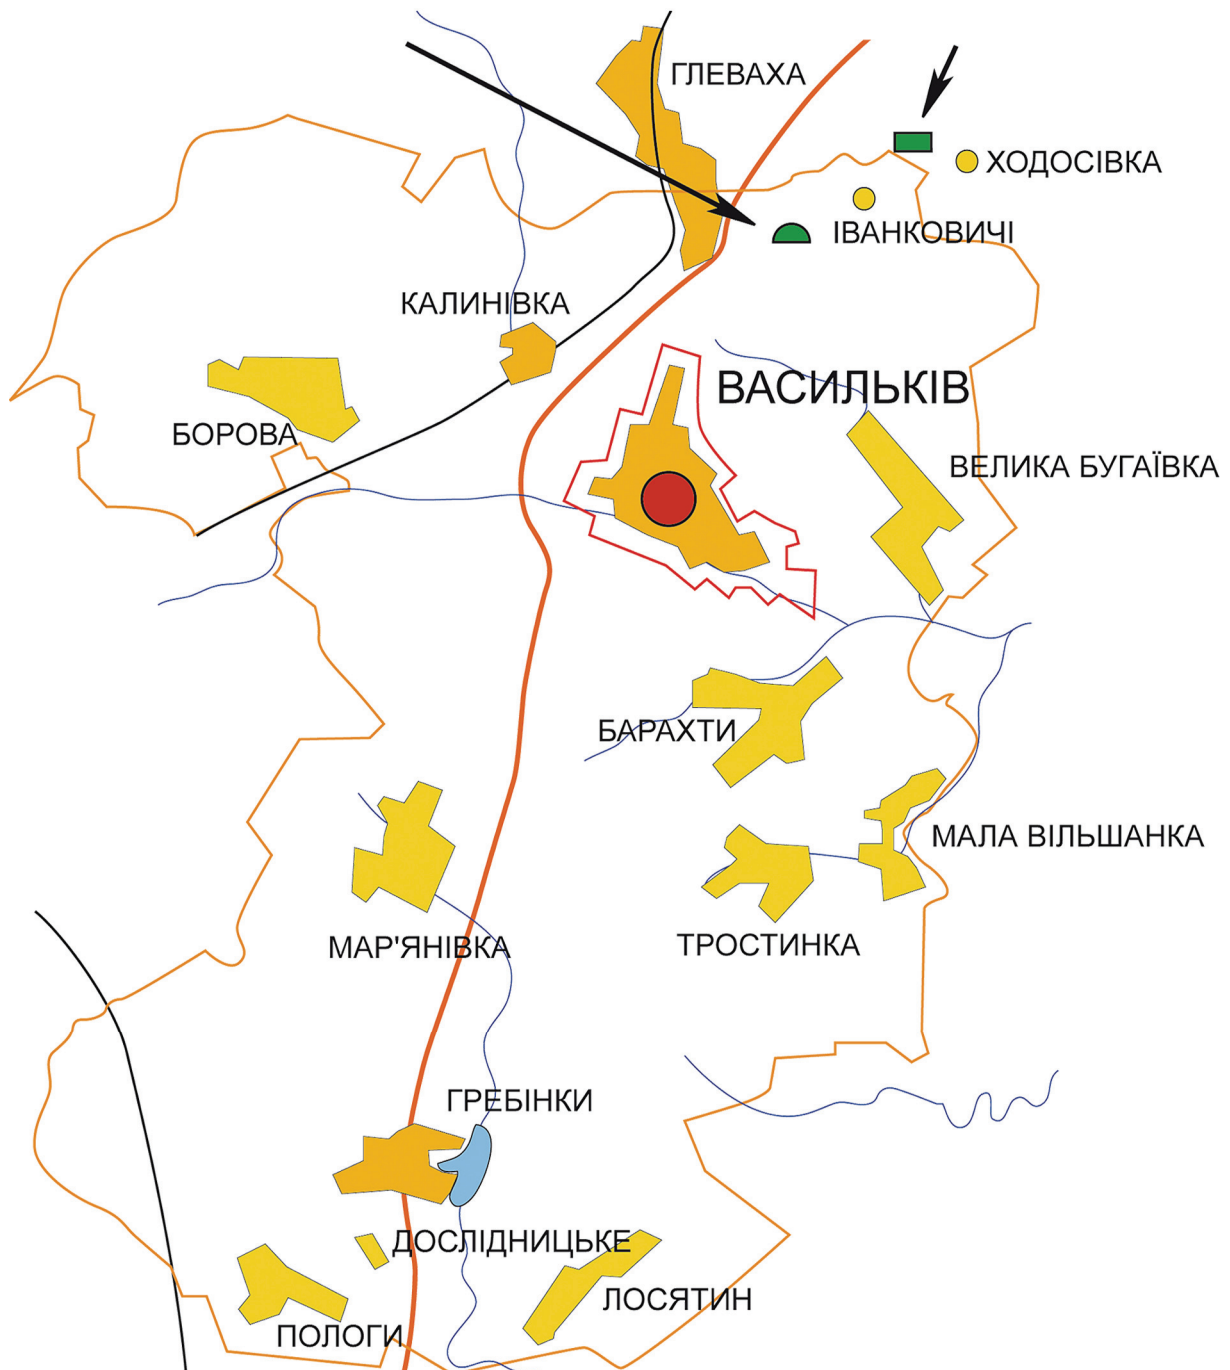 ГЛЕВАХА
ХОДОСІВКА
ІВАНКОВИЧІ
КАЛИНІВКА
ВАСИЛЬКІВ
БОРОВА
ВЕЛИКА БУГАЇВКА
БАРАХТИ
МАЛА ВІЛЬШАНКА
МАР'ЯНІВКА
ТРОСТИНКА
ГРЕБІНКИ
ДОСЛІДНИЦЬКЕ
ЛОСЯТИН
ПОЛОГИ